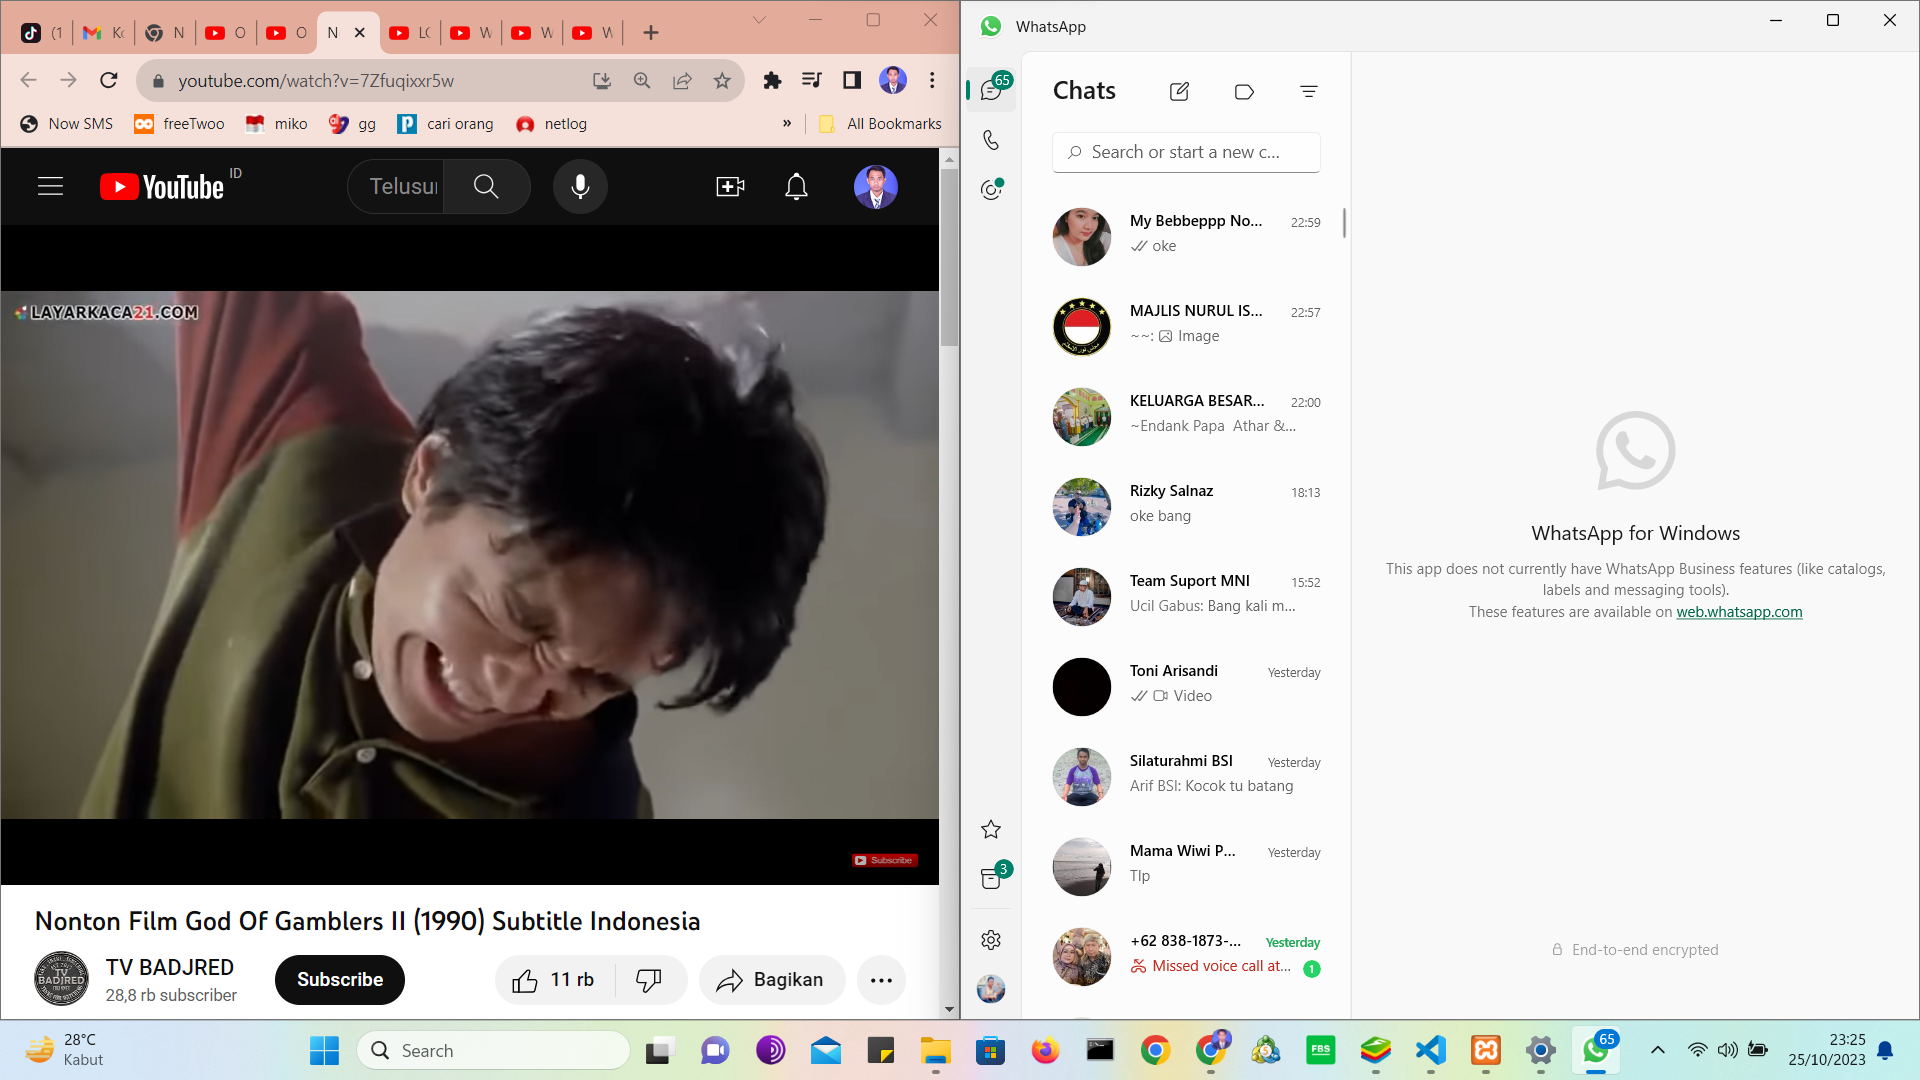 (1
N
O
O
N
youtube.com/watch?v=7Zfuqixxr5w
Now SMS
freeTwoo
miko
gg
cari orang
netlog
»
All Bookmarks
YouTube ID
Telusur
LAYARKACA21.COM
Subscribe
Nonton Film God Of Gamblers II (1990) Subtitle Indonesia
TV BADJRED
28,8 rb subscriber
Subscribe
11 rb
Bagikan
WhatsApp
65
3
Chats
Search or start a new c...
My Bebbeppp No...
22:59
oke
MAJLIS NURUL IS...
22:57
~~: Image
KELUARGA BESAR...
22:00
~Endank Papa Athar &...
Rizky Salnaz
18:13
oke bang
Team Suport MNI
15:52
Ucil Gabus: Bang kali m...
Toni Arisandi
Yesterday
Video
Silaturahmi BSI
Yesterday
Arif BSI: Kocok tu batang
Mama Wiwi P...
Yesterday
Tlp
+62 838-1873-...
Yesterday
Missed voice call at...
1
WhatsApp for Windows
This app does not currently have WhatsApp Business features (like catalogs,
labels and messaging tools).
These features are available on web.whatsapp.com
End-to-end encrypted
28°C
Kabut
Search
FBS
65
23:25
25/10/2023